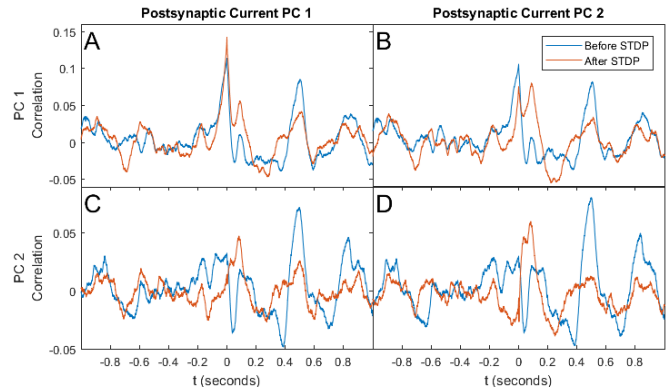 Postsynaptic Current PC 1
Postsynaptic Current PC 2
A
B
Before STDP
After STDP
0.15
0.1
0.05
0
-0.05
PC 1
Correlation
C
D
0.05
0
-0.05
PC 2
Correlation
-0.8 -0.6 -0.4 -0.2 0 0.2 0.4 0.6 0.8
-0.8 -0.6 -0.4 -0.2 0 0.2 0.4 0.6 0.8
t (seconds)
t (seconds)